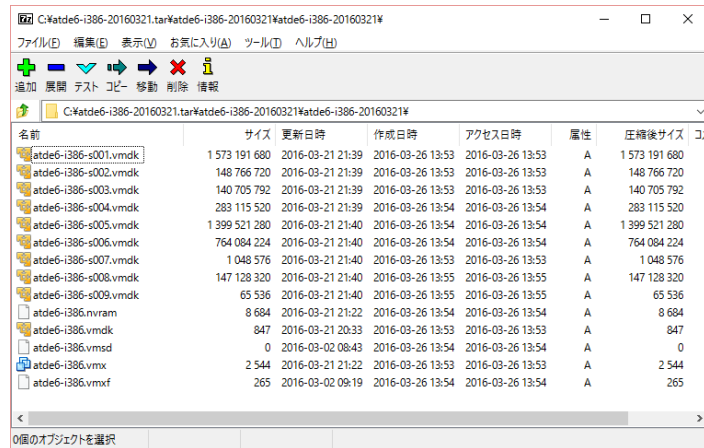 C:¥atde6-i386-20160321.tar¥atde6-i386-20160321¥atde6-i386-20160321¥
ファイル(F) 編集(E) 表示(V) お気に入り(A) ツール(T) ヘルプ(H)
追加 展開 テスト コピー 移動 削除 情報
C:¥atde6-i386-20160321.tar¥atde6-i386-20160321¥atde6-i386-20160321¥
名前 サイズ 更新日時 作成日時 アクセス日時 属性 圧縮後サイズ コ
atde6-i386-s001.vmdk 1 573 191 680 2016-03-21 21:39 2016-03-26 13:53 2016-03-26 13:53 A 1 573 191 680
atde6-i386-s002.vmdk 148 766 720 2016-03-21 21:39 2016-03-26 13:53 2016-03-26 13:53 A 148 766 720
atde6-i386-s003.vmdk 140 705 792 2016-03-21 21:39 2016-03-26 13:53 2016-03-26 13:53 A 140 705 792
atde6-i386-s004.vmdk 283 115 520 2016-03-21 21:39 2016-03-26 13:54 2016-03-26 13:54 A 283 115 520
atde6-i386-s005.vmdk 1 399 521 280 2016-03-21 21:40 2016-03-26 13:54 2016-03-26 13:54 A 1 399 521 280
atde6-i386-s006.vmdk 764 084 224 2016-03-21 21:40 2016-03-26 13:54 2016-03-26 13:54 A 764 084 224
atde6-i386-s007.vmdk 1 048 576 2016-03-21 21:40 2016-03-26 13:53 2016-03-26 13:53 A 1 048 576
atde6-i386-s008.vmdk 147 128 320 2016-03-21 21:40 2016-03-26 13:55 2016-03-26 13:55 A 147 128 320
atde6-i386-s009.vmdk 65 536 2016-03-21 21:40 2016-03-26 13:55 2016-03-26 13:55 A 65 536
atde6-i386.nvram 8 684 2016-03-21 21:22 2016-03-26 13:54 2016-03-26 13:54 A 8 684
atde6-i386.vmdk 847 2016-03-21 20:33 2016-03-26 13:53 2016-03-26 13:53 A 847
atde6-i386.vmsd 0 2016-03-02 08:43 2016-03-26 13:54 2016-03-26 13:54 A 0
atde6-i386.vmx 2 544 2016-03-21 21:22 2016-03-26 13:53 2016-03-26 13:53 A 2 544
atde6-i386.vmxf 265 2016-03-02 09:19 2016-03-26 13:54 2016-03-26 13:54 A 265
0個のオブジェクトを選択